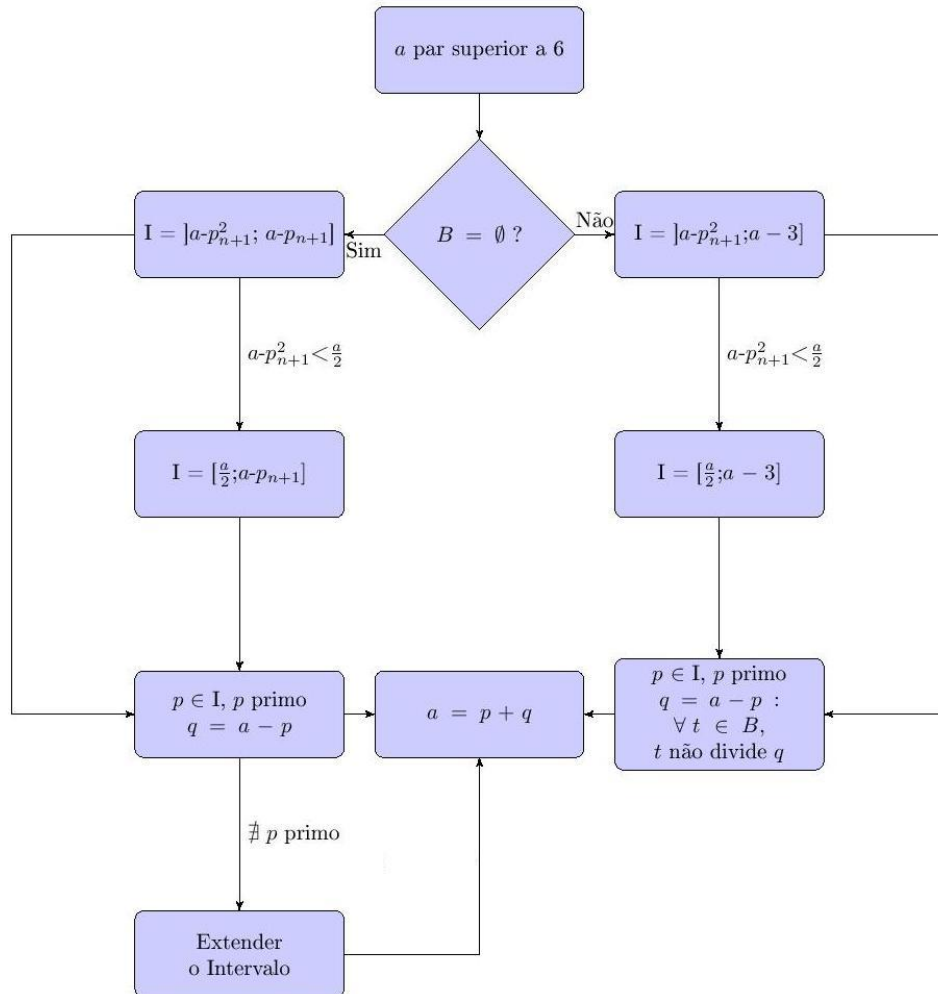 a par superior a 6
I = ]a-p²ₙ₊₁; a-pₙ₊₁]
Sim
B = ∅ ?
Não
I = ]a-p²ₙ₊₁;a − 3]
a-p²ₙ₊₁<a/2
a-p²ₙ₊₁<a/2
I = [a/2;a-pₙ₊₁]
I = [a/2;a − 3]
p ∈ I, p primo
q = a − p
a = p + q
p ∈ I, p primo
q = a − p :
∀ t ∈ B,
t não divide q
∄ p primo
Extender
o Intervalo